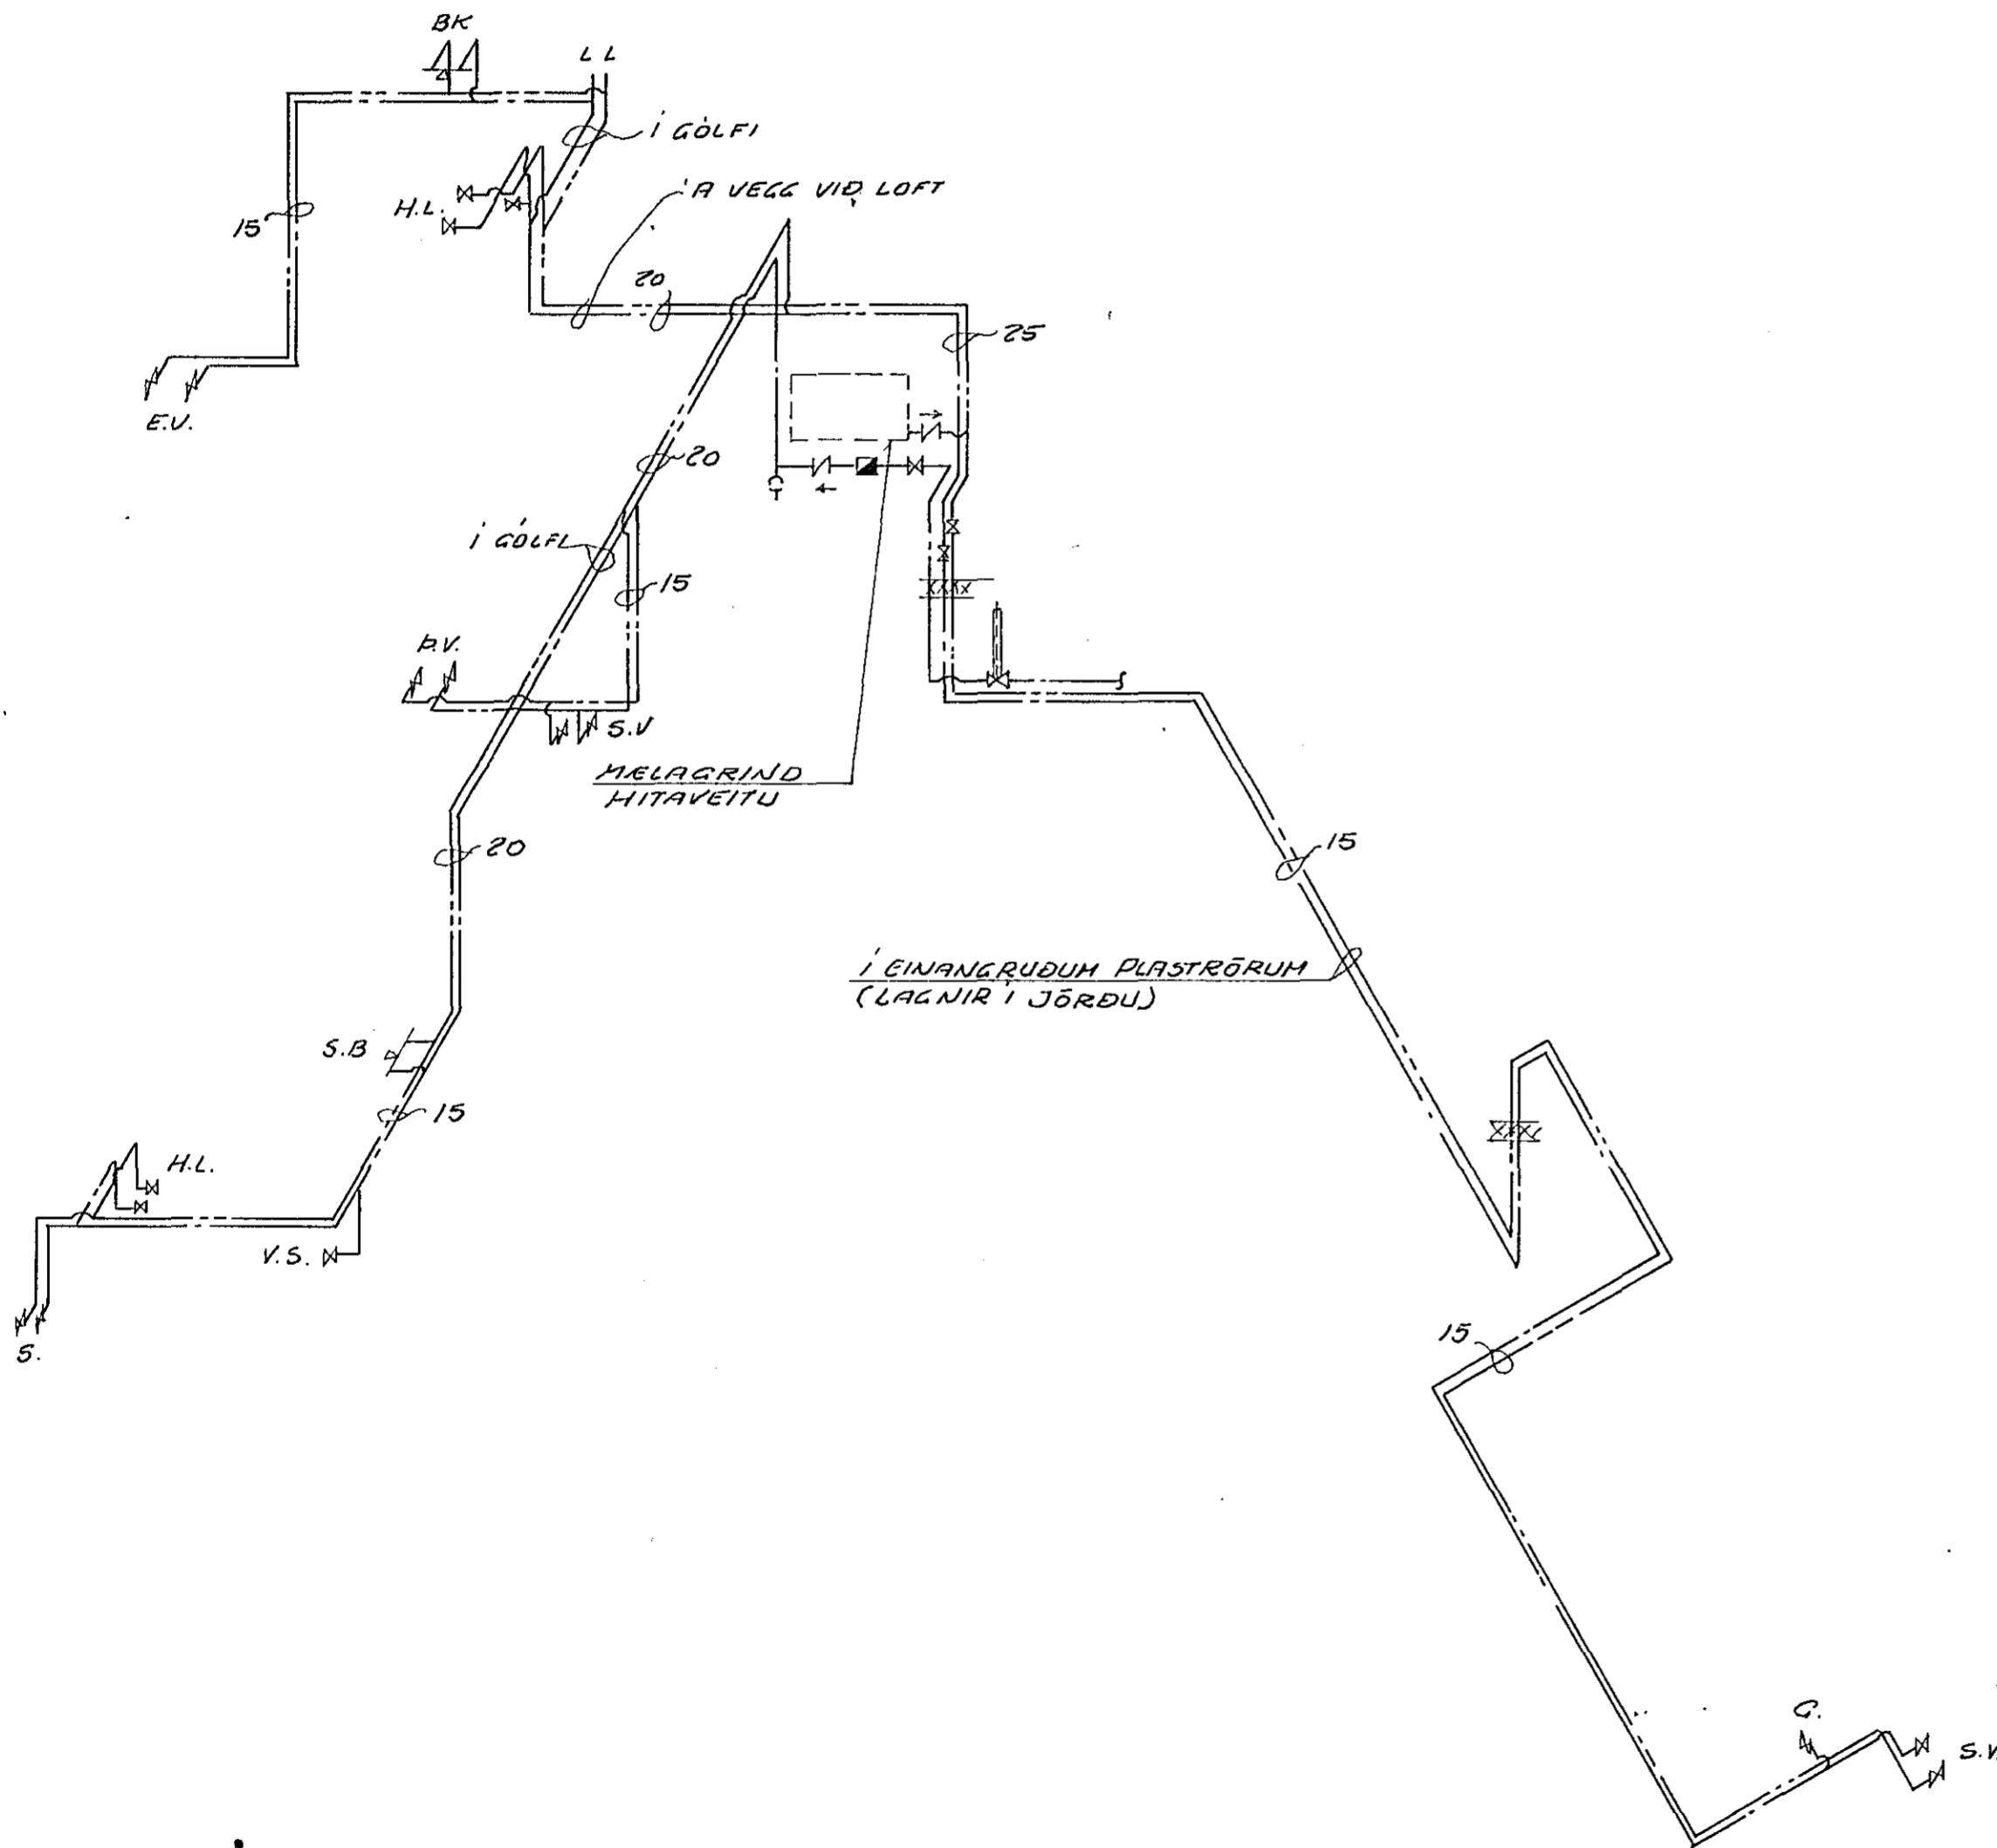 BK
L L
Í GÓLFI
Á VEGG VIÐ LOFT
H.L.
15
20
25
E.V.
20
Í GÓLFI
15
Þ.V.
S.V
MÆLAGRIND
HITAVEITU
20
15
Í EINANGRUÐUM PLASTRÖRUM
(LAGNIR Í JÖRÐU)
S.B
15
H.L.
V.S.
S.
15
G.
S.V.